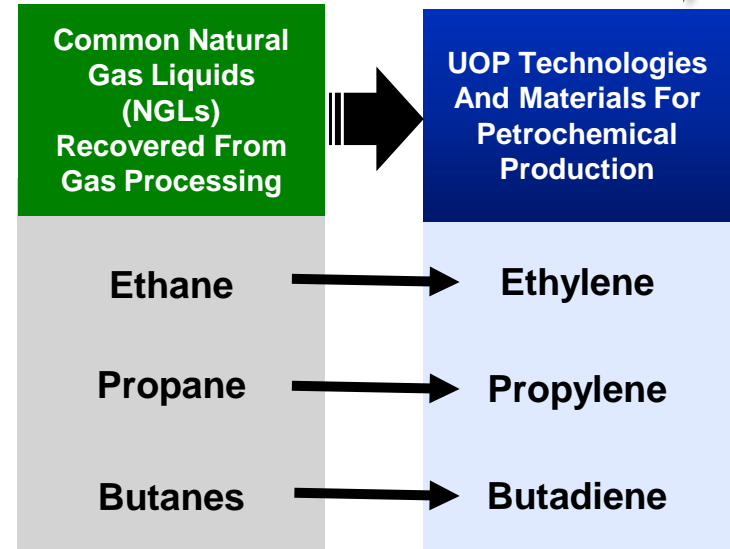 Common Natural
Gas Liquids
(NGLs)
Recovered From
Gas Processing
UOP Technologies
And Materials For
Petrochemical
Production
Ethane
Ethylene
Propane
Propylene
Butanes
Butadiene